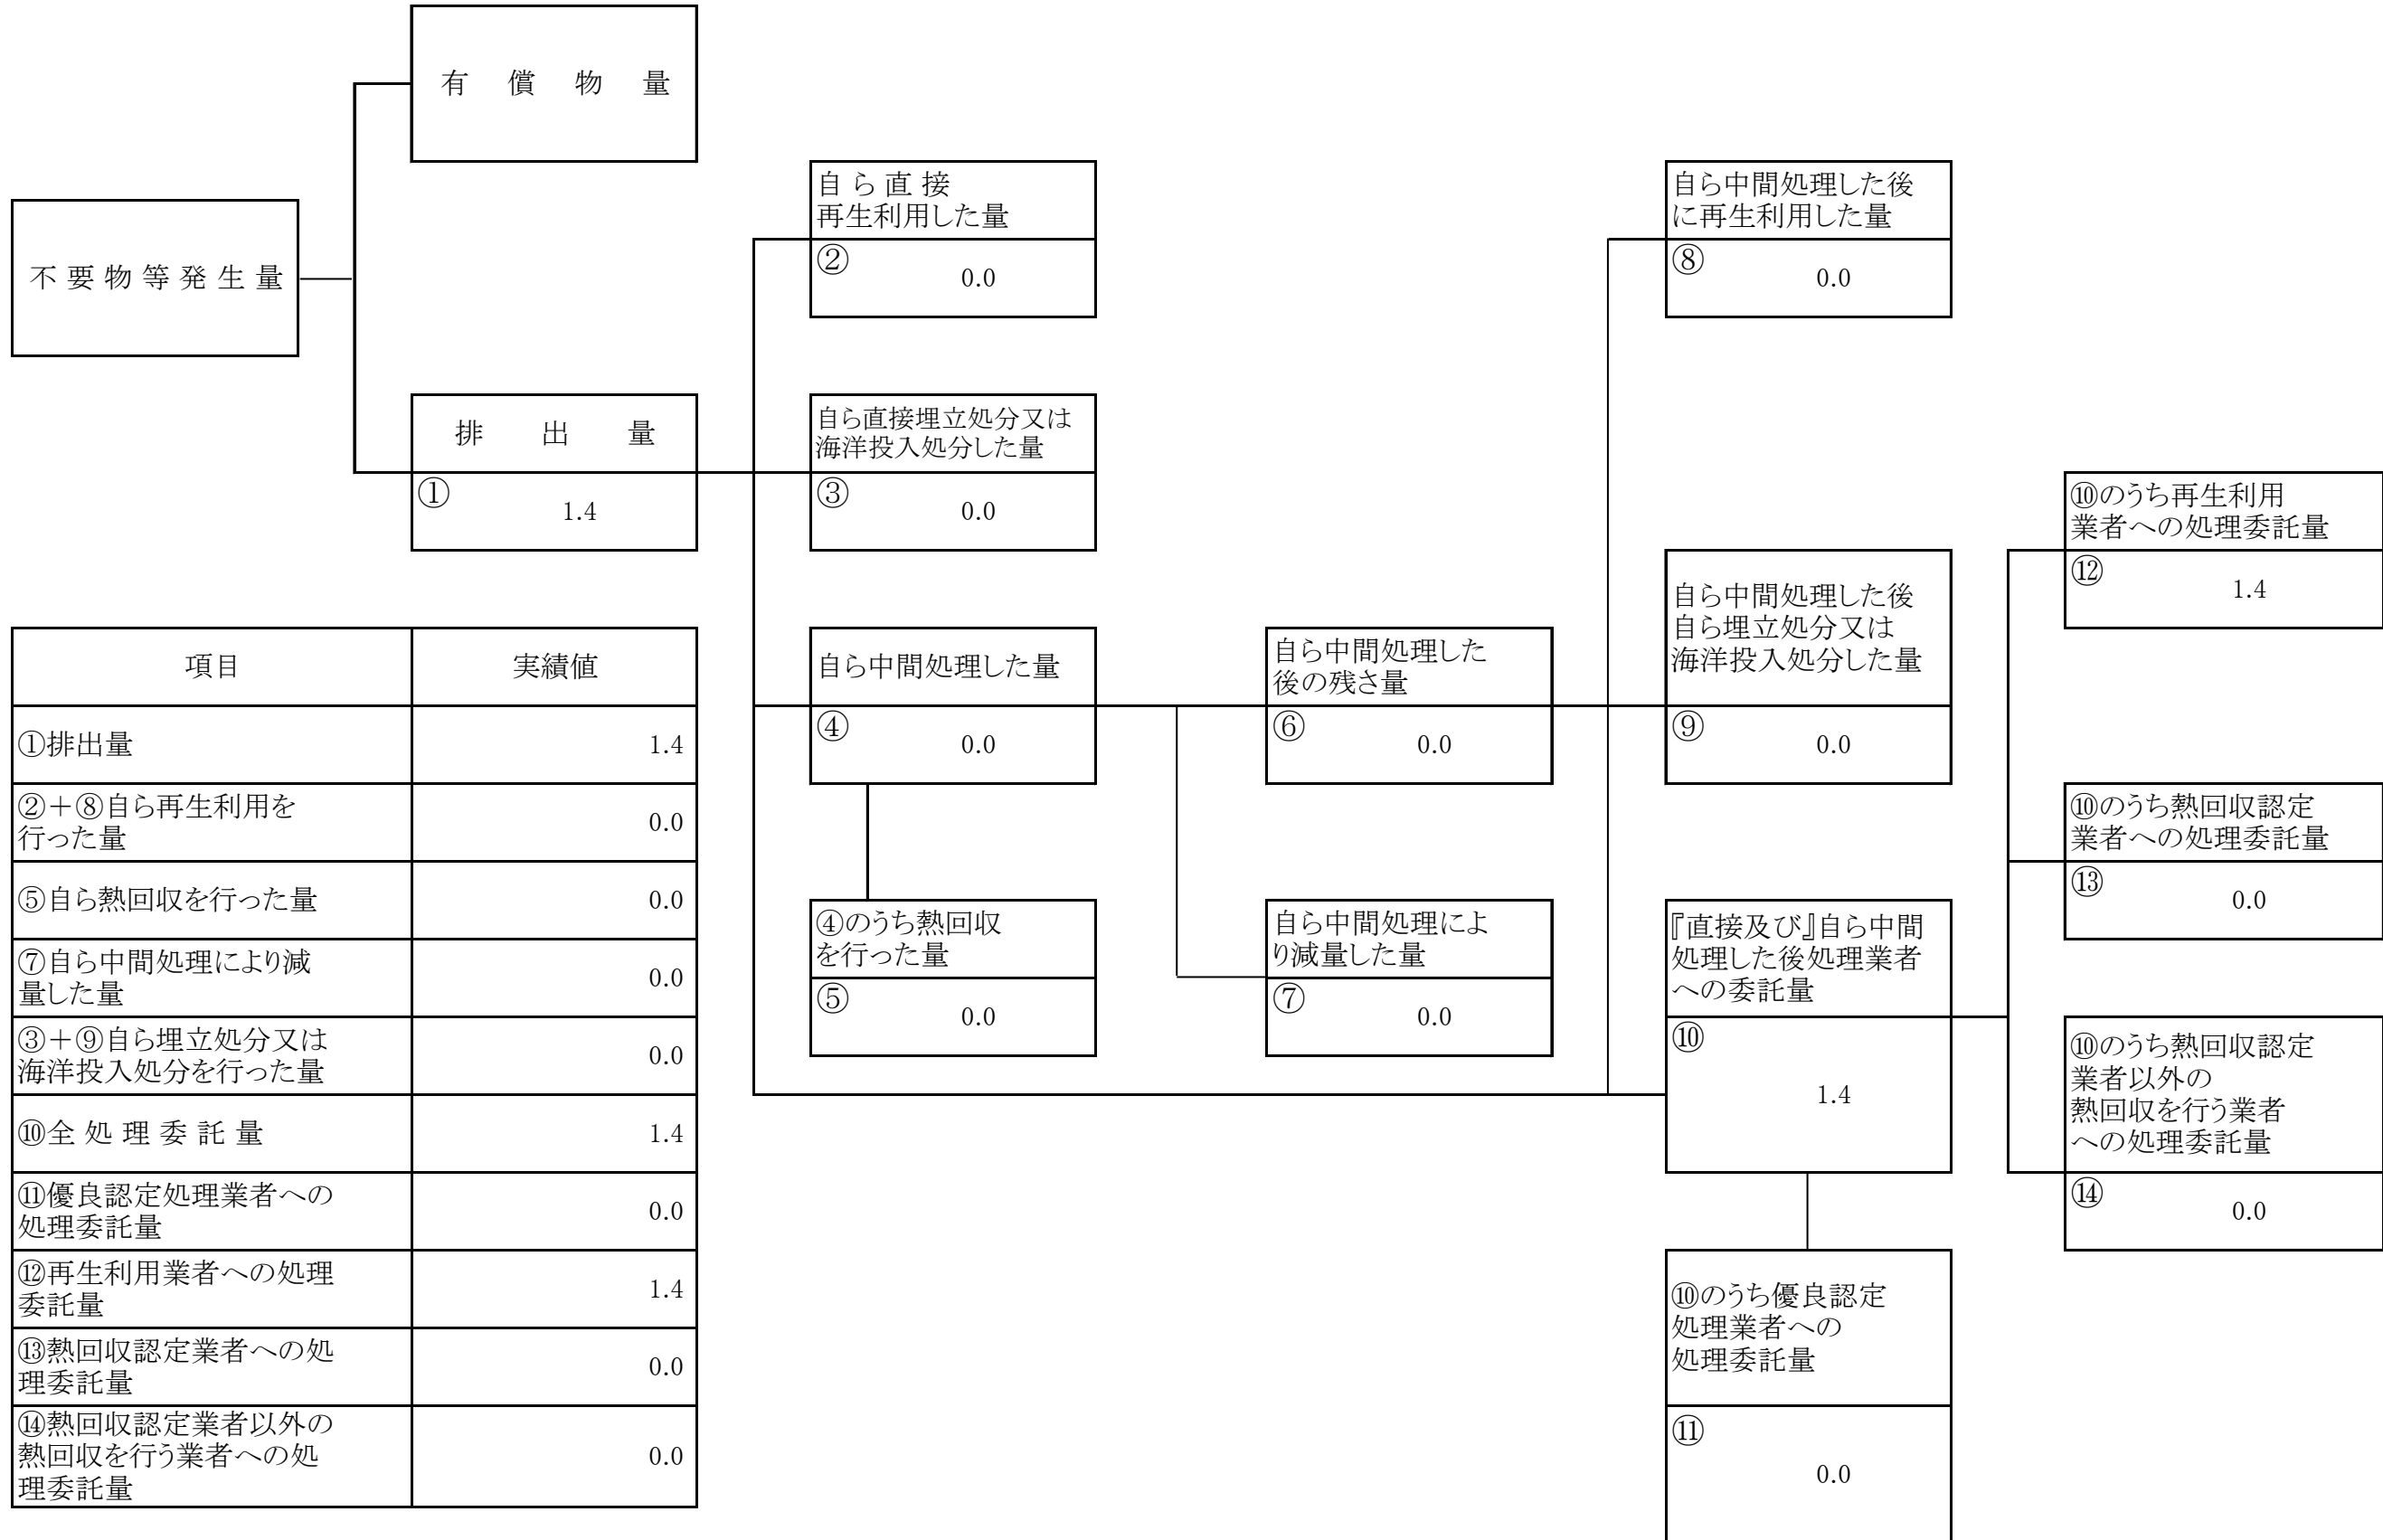 有償物量
不要物等発生量
排出量
①
1.4
自ら直接
再生利用した量
②
0.0
自ら直接埋立処分又は
海洋投入処分した量
③
0.0
自ら中間処理した量
④
0.0
④のうち熱回収
を行った量
⑤
0.0
自ら中間処理した
後の残さ量
⑥
0.0
自ら中間処理によ
り減量した量
⑦
0.0
自ら中間処理した後
に再生利用した量
⑧
0.0
自ら中間処理した後
自ら埋立処分又は
海洋投入処分した量
⑨
0.0
『直接及び』自ら中間
処理した後処理業者
への委託量
⑩
1.4
⑩のうち優良認定
処理業者への
処理委託量
⑪
0.0
⑩のうち再生利用
業者への処理委託量
⑫
1.4
⑩のうち熱回収認定
業者への処理委託量
⑬
0.0
⑩のうち熱回収認定
業者以外の
熱回収を行う業者
への処理委託量
⑭
0.0
項目 実績値
①排出量 1.4
②+⑧自ら再生利用を
行った量 0.0
⑤自ら熱回収を行った量 0.0
⑦自ら中間処理により減
量した量 0.0
③+⑨自ら埋立処分又は
海洋投入処分を行った量 0.0
⑩全処理委託量 1.4
⑪優良認定処理業者への
処理委託量 0.0
⑫再生利用業者への処理
委託量 1.4
⑬熱回収認定業者への処
理委託量 0.0
⑭熱回収認定業者以外の
熱回収を行う業者への処
理委託量 0.0